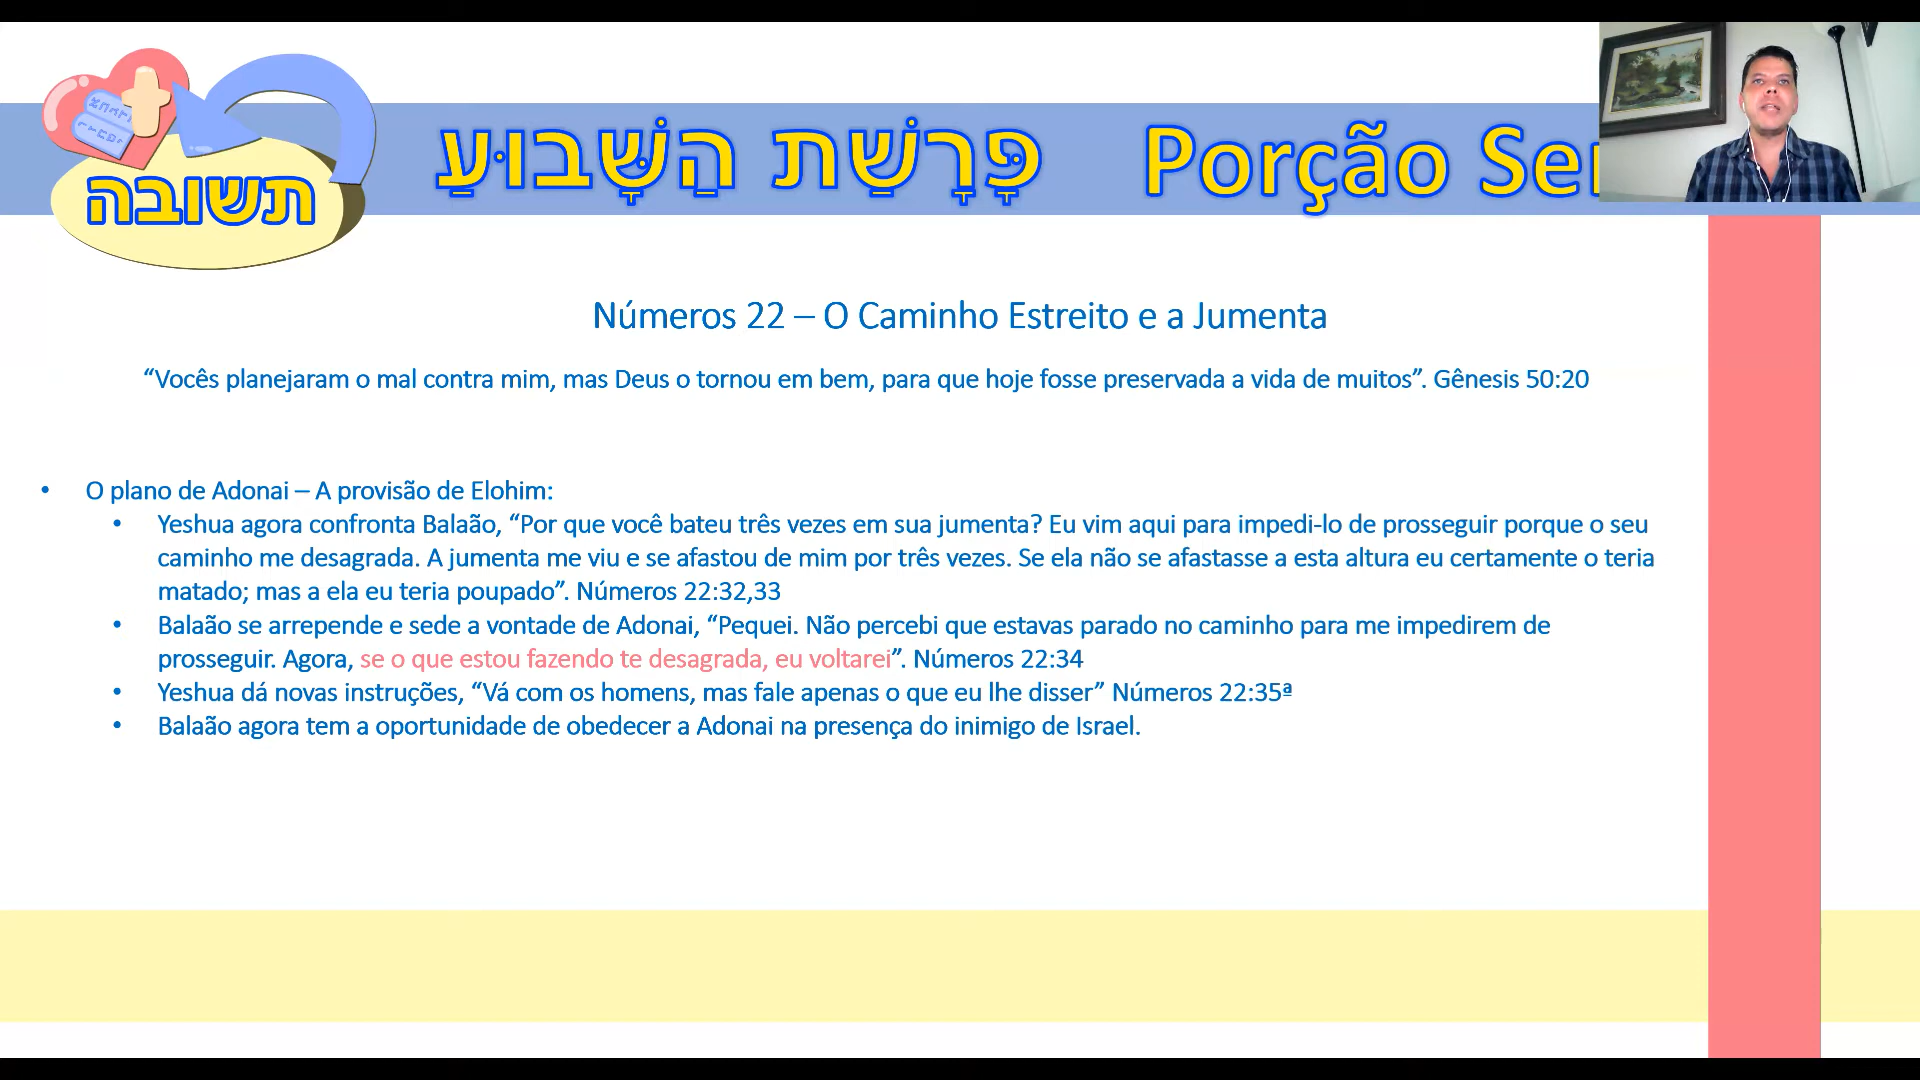 תשובה
פָּרָשַׁת הַשָּׁבוּעַ Porção
Números 22 – O Caminho Estreito e a Jumenta
“Vocês planejaram o mal contra mim, mas Deus o tornou em bem, para que hoje fosse preservada a vida de muitos”. Gênesis 50:20
• O plano de Adonai – A provisão de Elohim:
• Yeshua agora confronta Balaão, “Por que você bateu três vezes em sua jumenta? Eu vim aqui para impedi-lo de prosseguir porque o seu
caminho me desagrada. A jumenta me viu e se afastou de mim por três vezes. Se ela não se afastasse a esta altura eu certamente o teria
matado; mas a ela eu teria poupado”. Números 22:32,33
• Balaão se arrepende e sede a vontade de Adonai, “Pequei. Não percebi que estavas parado no caminho para me impedirem de
prosseguir. Agora, se o que estou fazendo te desagrada, eu voltarei”. Números 22:34
• Yeshua dá novas instruções, “Vá com os homens, mas fale apenas o que eu lhe disser” Números 22:35ª
• Balaão agora tem a oportunidade de obedecer a Adonai na presença do inimigo de Israel.